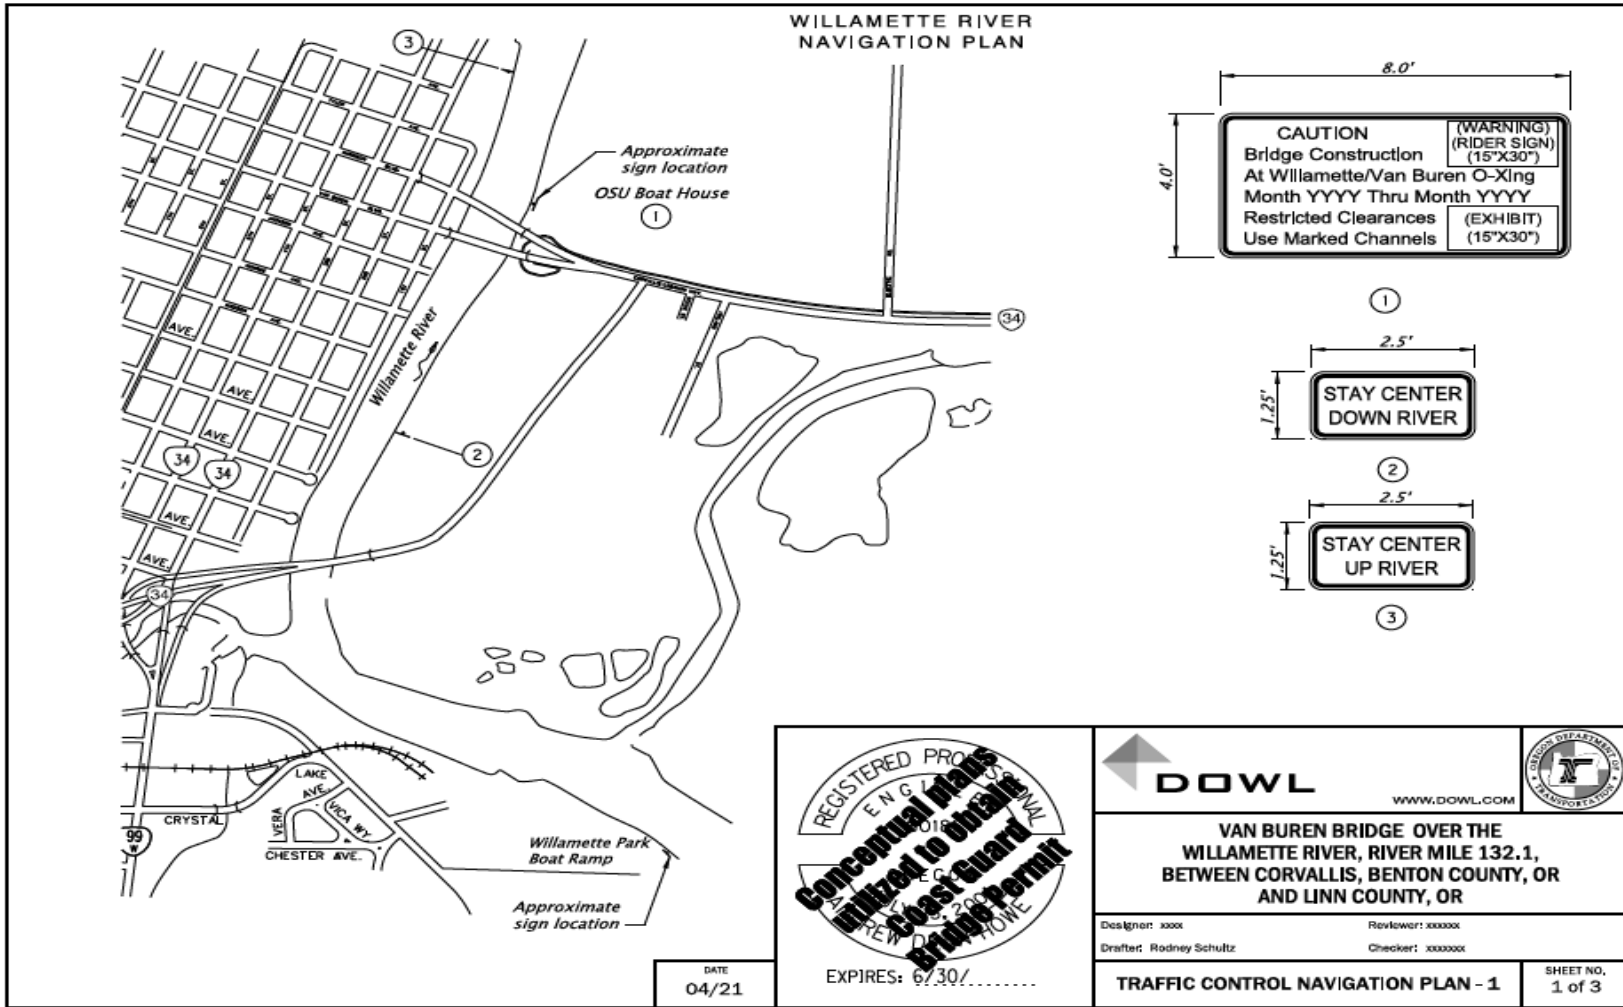 WILLAMETTE RIVER
NAVIGATION PLAN
3
Approximate
sign location
OSU Boat House
1
Willamette River
34
2
AVE.
AVE.
AVE.
34
34
AVE.
AVE.
34
LAKE
AVE.
VERA
VICA WY
CRYSTAL
CHESTER AVE.
99
W
Willamette Park
Boat Ramp
Approximate
sign location
8.0'
4.0'
CAUTION
Bridge Construction
At Willamette/Van Buren O-Xing
Month YYYY Thru Month YYYY
Restricted Clearances
Use Marked Channels
(WARNING)
(RIDER SIGN)
(15"X30")
(EXHIBIT)
(15"X30")
1
2.5'
1.25'
STAY CENTER
DOWN RIVER
2
2.5'
1.25'
STAY CENTER
UP RIVER
3
DATE
04/21
REGISTERED
Conceptual plans
utilized to obtain a
Coast Guard
Bridge Permit
EXPIRES: 6/30/
DOWL
WWW.DOWL.COM
OREGON DEPARTMENT OF
TRANSPORTATION
VAN BUREN BRIDGE OVER THE
WILLAMETTE RIVER, RIVER MILE 132.1,
BETWEEN CORVALLIS, BENTON COUNTY, OR
AND LINN COUNTY, OR
Designer: xxxx
Reviewer: xxxxxx
Drafter: Rodney Schultz
Checker: xxxxxxx
TRAFFIC CONTROL NAVIGATION PLAN - 1
SHEET NO.
1 of 3